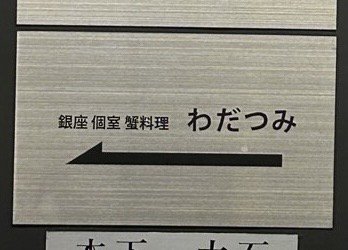 銀座 個室 蟹料理 わだつみ